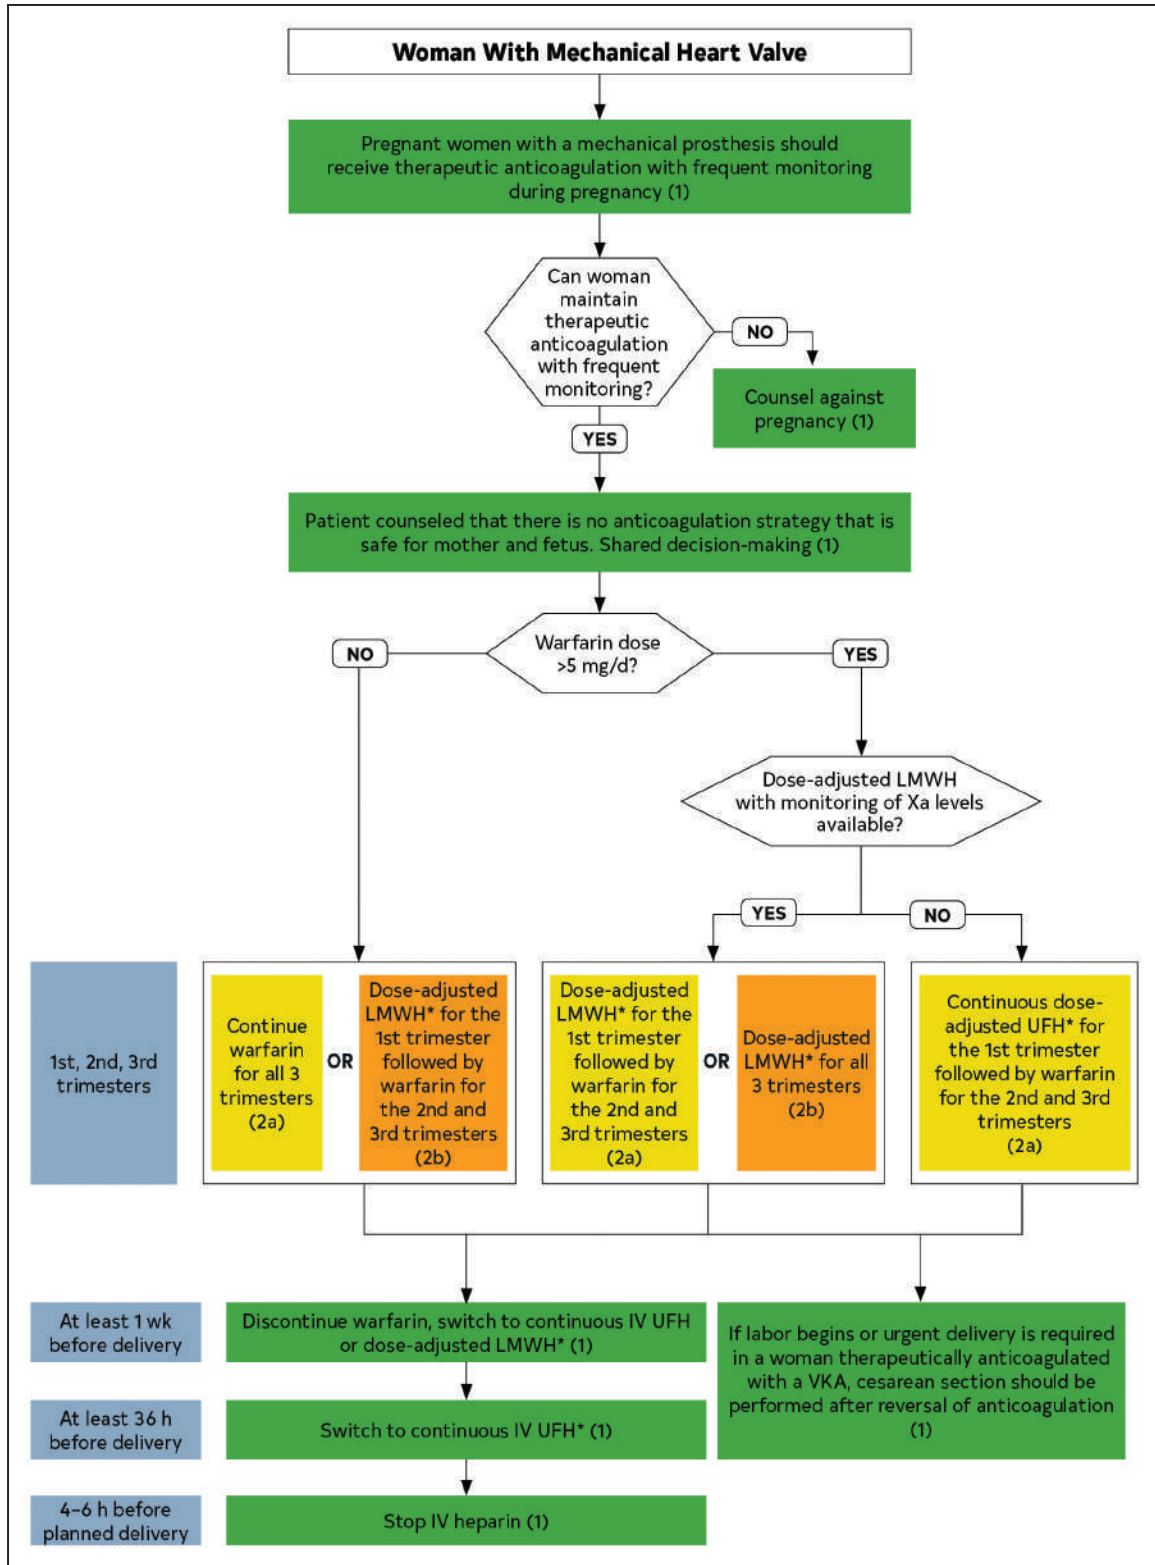 Woman With Mechanical Heart Valve
Pregnant women with a mechanical prosthesis should
receive therapeutic anticoagulation with frequent monitoring
during pregnancy (1)
Can woman
maintain
therapeutic
anticoagulation
with frequent
monitoring?
NO
Counsel against
pregnancy (1)
YES
Patient counseled that there is no anticoagulation strategy that is
safe for mother and fetus. Shared decision-making (1)
Warfarin dose
>5 mg/d?
NO
YES
Dose-adjusted LMWH
with monitoring of Xa levels
available?
YES
NO
1st, 2nd, 3rd
trimesters
Continue
warfarin
for all 3
trimesters
(2a)
OR
Dose-adjusted
LMWH* for the
1st trimester
followed by
warfarin for
the 2nd and
3rd trimesters
(2b)
Dose-adjusted
LMWH* for the
1st trimester
followed by
warfarin for
the 2nd and
3rd trimesters
(2a)
OR
Dose-adjusted
LMWH* for all
3 trimesters
(2b)
Continuous dose-
adjusted UFH* for
the 1st trimester
followed by warfarin
for the 2nd and 3rd
trimesters
(2a)
At least 1 wk
before delivery
Discontinue warfarin, switch to continuous IV UFH
or dose-adjusted LMWH* (1)
If labor begins or urgent delivery is required
in a woman therapeutically anticoagulated
with a VKA, cesarean section should be
performed after reversal of anticoagulation
(1)
At least 36 h
before delivery
Switch to continuous IV UFH* (1)
4–6 h before
planned delivery
Stop IV heparin (1)